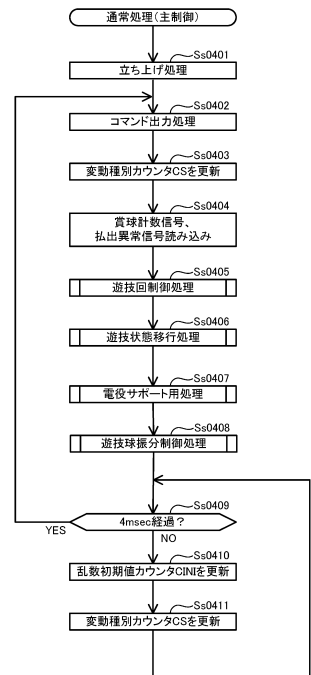 通常処理(主制御)
Ss0401
立ち上げ処理
Ss0402
コマンド出力処理
Ss0403
変動種別カウンタCSを更新
Ss0404
賞球計数信号、
払出異常信号読み込み
Ss0405
遊技回制御処理
Ss0406
遊技状態移行処理
Ss0407
電役サポート用処理
Ss0408
遊技球振分制御処理
Ss0409
4msec経過？
YES
NO
Ss0410
乱数初期値カウンタCINIを更新
Ss0411
変動種別カウンタCSを更新